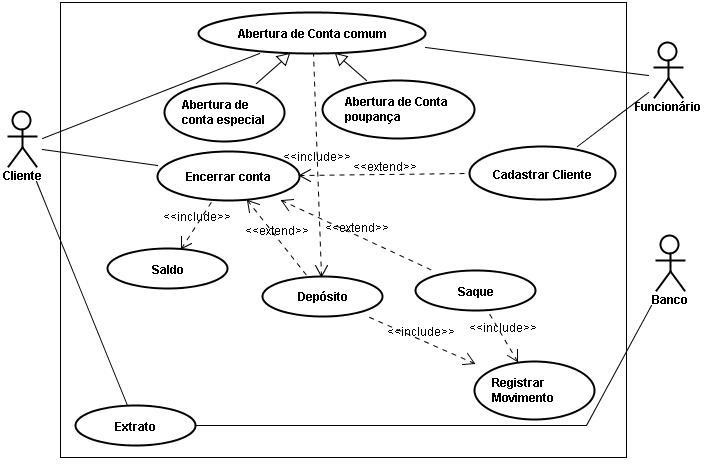 Abertura de Conta comum
Abertura de
conta especial
Abertura de Conta
poupança
Funcionário
Cliente
<<include>>
<<extend>>
Encerrar conta
Cadastrar Cliente
<<include>>
<<extend>>
<<extend>>
Saldo
Depósito
Saque
Banco
<<include>>
<<include>>
Registrar
Movimento
Extrato